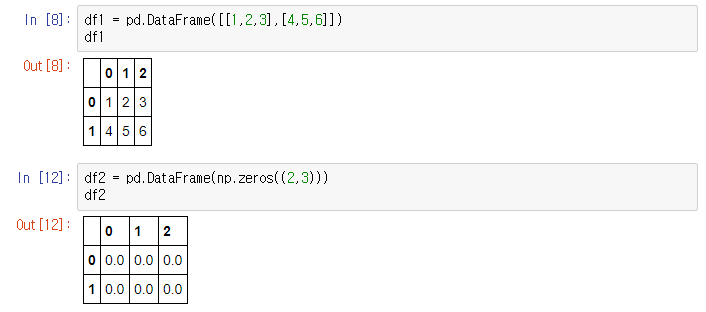 In [8]: df1 = pd.DataFrame([[1,2,3],[4,5,6]])
df1
Out[8]:
0 1 2
0 1 2 3
1 4 5 6
In [12]: df2 = pd.DataFrame(np.zeros((2,3)))
df2
Out[12]:
0 1 2
0 0.0 0.0 0.0
1 0.0 0.0 0.0